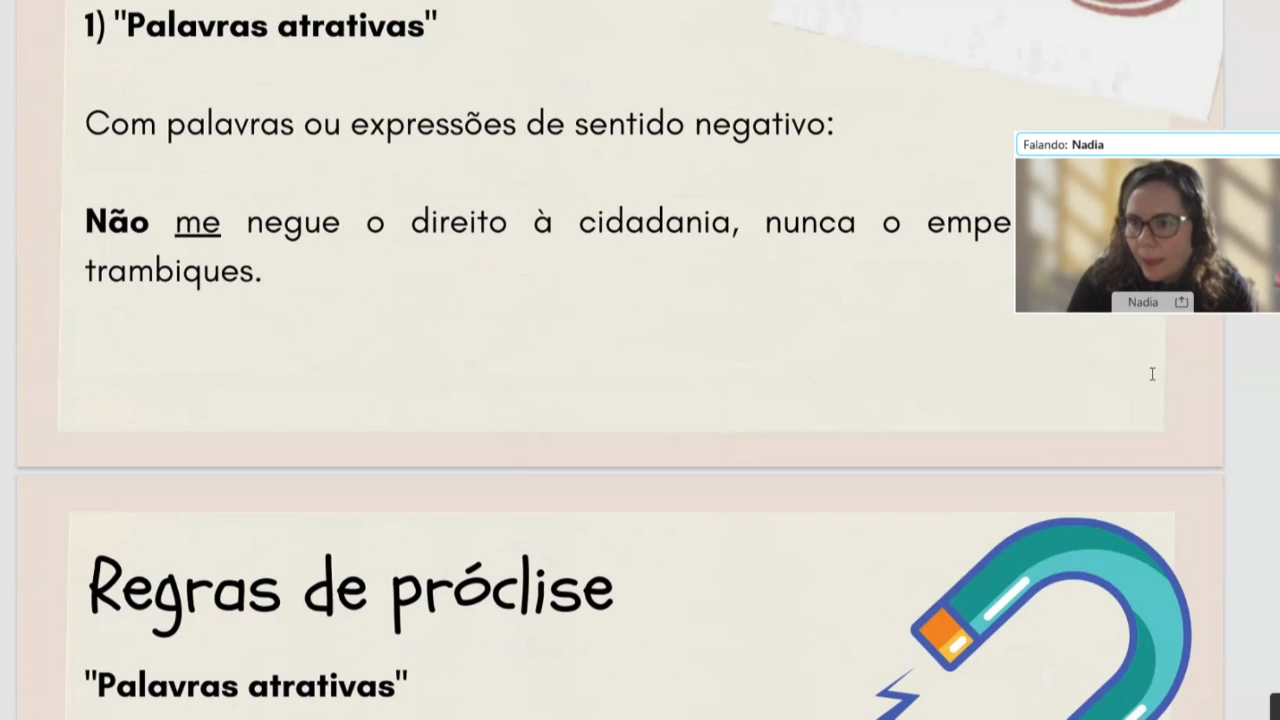 1) "Palavras atrativas"
Com palavras ou expressões de sentido negativo:
Falando: Nadia
Não me negue o direito à cidadania, nunca o
trambiques.
Nadia
Regras de próclise
"Palavras atrativas"